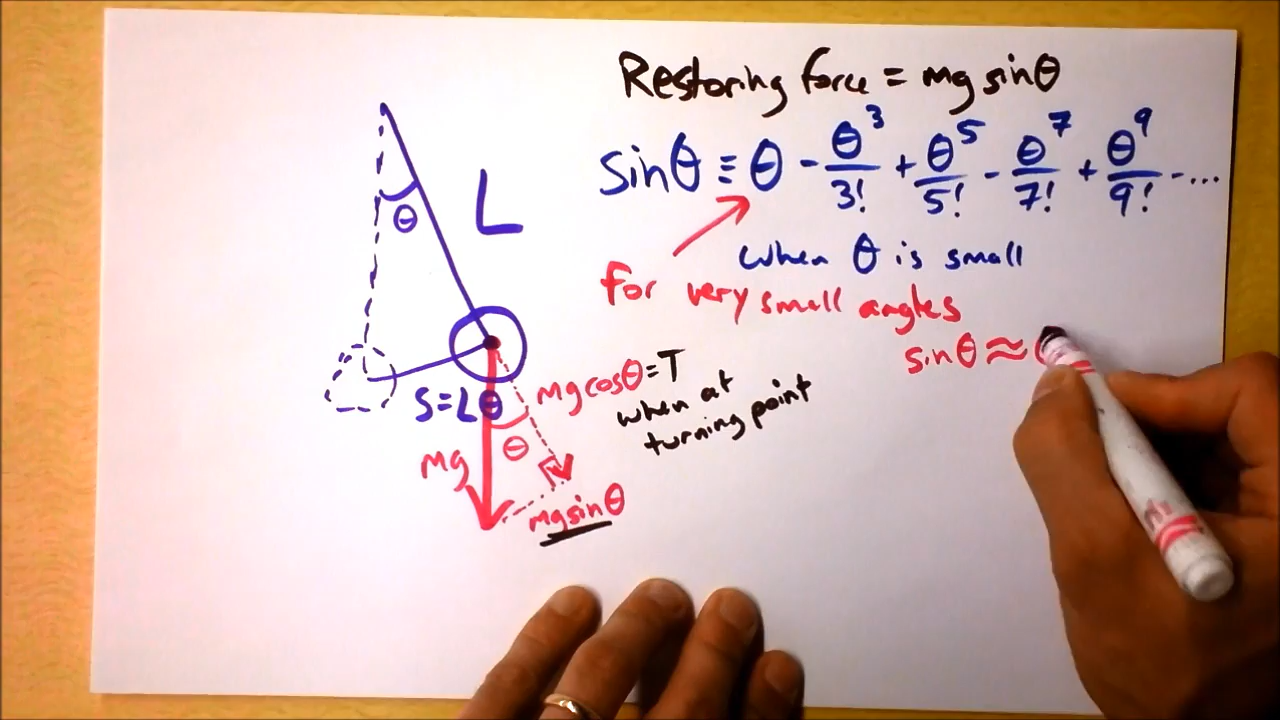 Restoring force = mg sinθ
sinθ ≡ θ - θ³/3! + θ⁵/5! - θ⁷/7! + θ⁹/9! - ...
when θ is small
for very small angles
sinθ ≈
θ
L
S=Lθ
mg
θ
mg cosθ = T
when at
turning point
mg sinθ